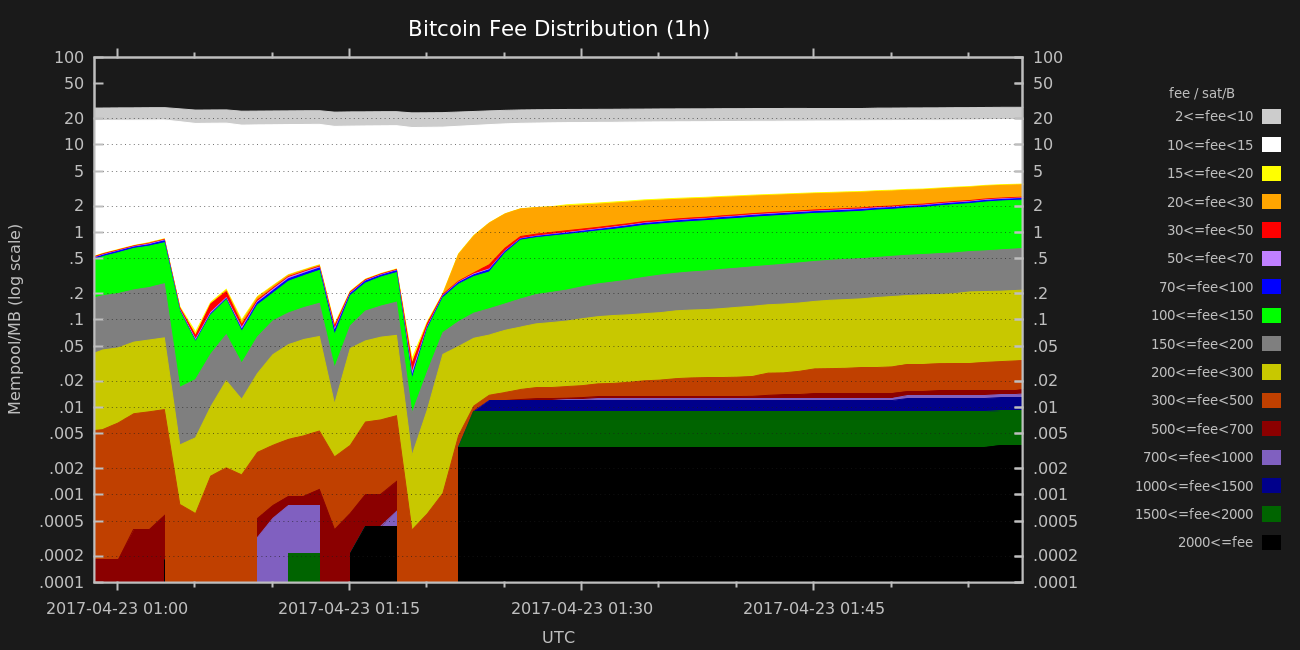 Bitcoin Fee Distribution (1h)
Mempool/MB (log scale)
100
50
20
10
5
2
1
.5
.2
.1
.05
.02
.01
.005
.002
.001
.0005
.0002
.0001
100
50
20
10
5
2
1
.5
.2
.1
.05
.02
.01
.005
.002
.001
.0005
.0002
.0001
2017-04-23 01:00 2017-04-23 01:15 2017-04-23 01:30 2017-04-23 01:45
UTC
fee / sat/B
2<=fee<10
10<=fee<15
15<=fee<20
20<=fee<30
30<=fee<50
50<=fee<70
70<=fee<100
100<=fee<150
150<=fee<200
200<=fee<300
300<=fee<500
500<=fee<700
700<=fee<1000
1000<=fee<1500
1500<=fee<2000
2000<=fee